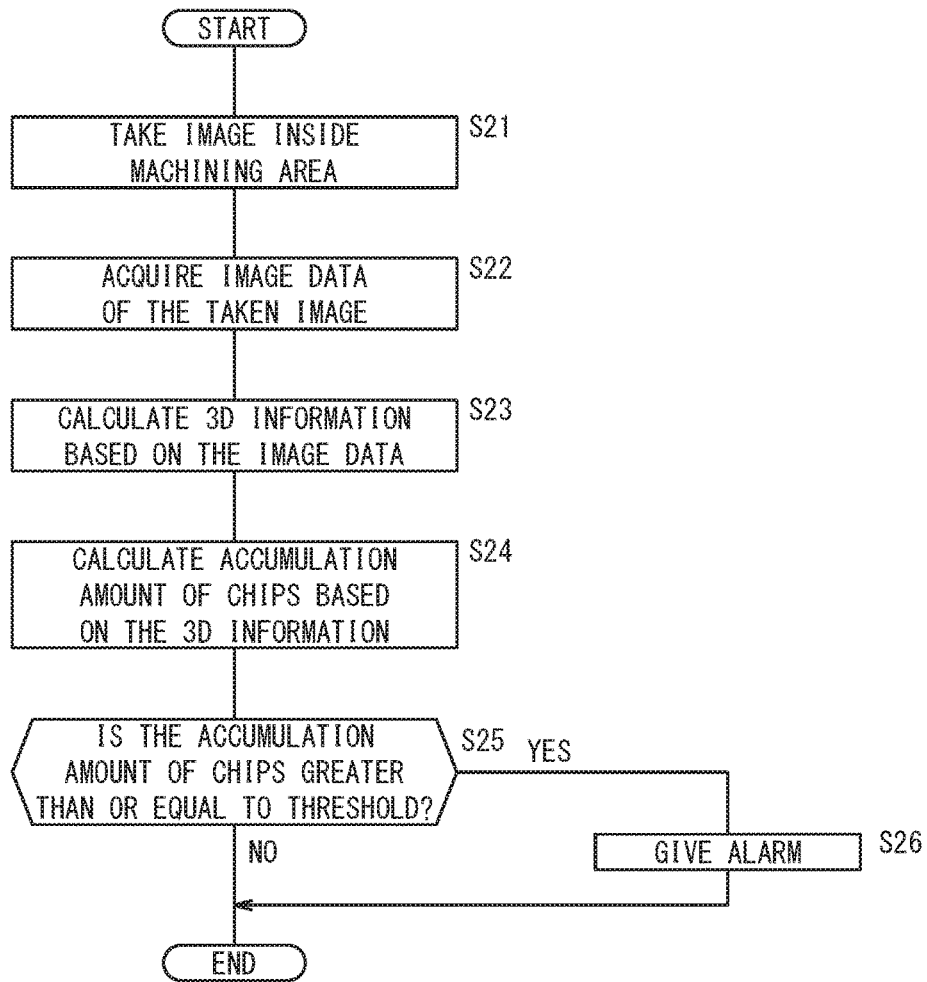 START
TAKE IMAGE INSIDE
MACHINING AREA
S21
ACQUIRE IMAGE DATA
OF THE TAKEN IMAGE
S22
CALCULATE 3D INFORMATION
BASED ON THE IMAGE DATA
S23
CALCULATE ACCUMULATION
AMOUNT OF CHIPS BASED
ON THE 3D INFORMATION
S24
IS THE ACCUMULATION
AMOUNT OF CHIPS GREATER
THAN OR EQUAL TO THRESHOLD?
S25
YES
NO
GIVE ALARM
S26
END